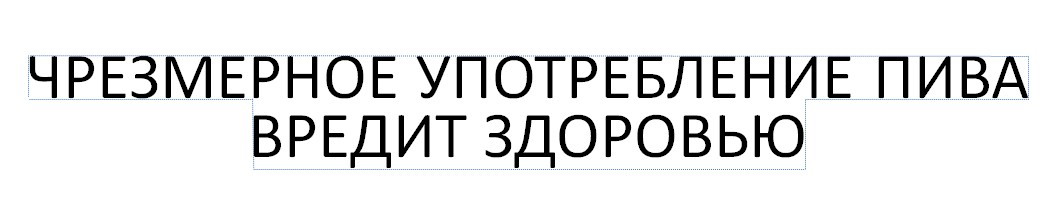 ЧРЕЗМЕРНОЕ УПОТРЕБЛЕНИЕ ПИВА
ВРЕДИТ ЗДОРОВЬЮ